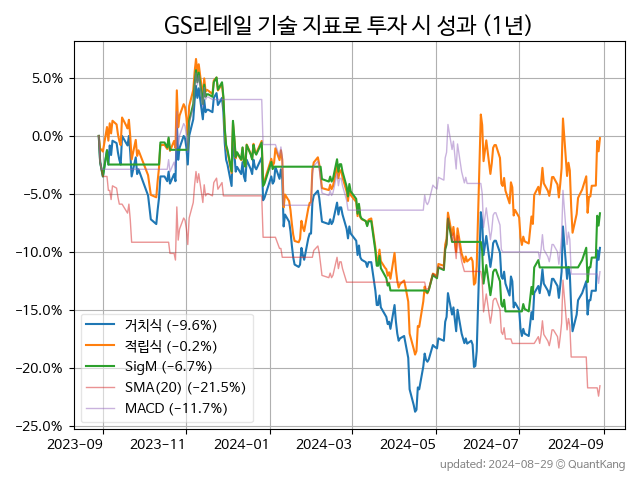 GS리테일 기술 지표로 투자 시 성과 (1년)
5.0%
0.0%
−5.0%
−10.0%
−15.0%
−20.0%
−25.0%
거치식 (−9.6%)
적립식 (−0.2%)
SigM (−6.7%)
SMA(20) (−21.5%)
MACD (−11.7%)
2023-09 2023-11 2024-01 2024-03 2024-05 2024-07 2024-09
updated: 2024-08-29 © QuantKang